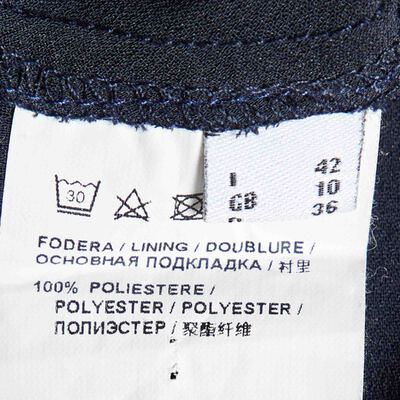 I 42
GB 10
36
30
FODERA / LINING / DOUBLURE /
ОСНОВНАЯ ПОДКЛАДКА / 衬里
100% POLIESTERE /
POLYESTER / POLYESTER /
ПОЛИЭСТЕР / 聚酯纤维